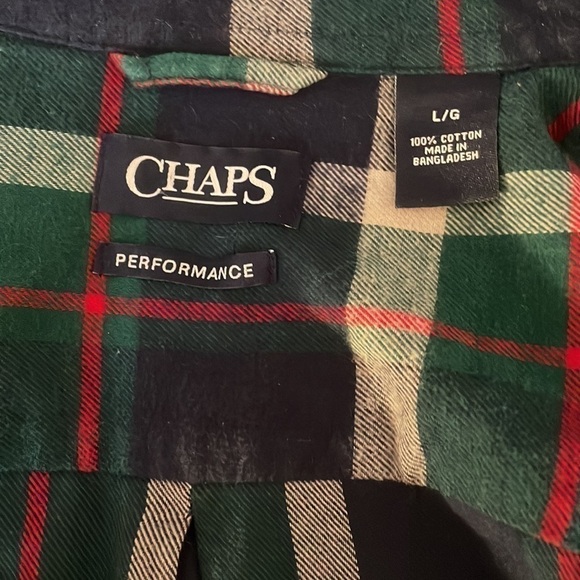 CHAPS
PERFORMANCE
L/G
100% COTTON
MADE IN
BANGLADESH